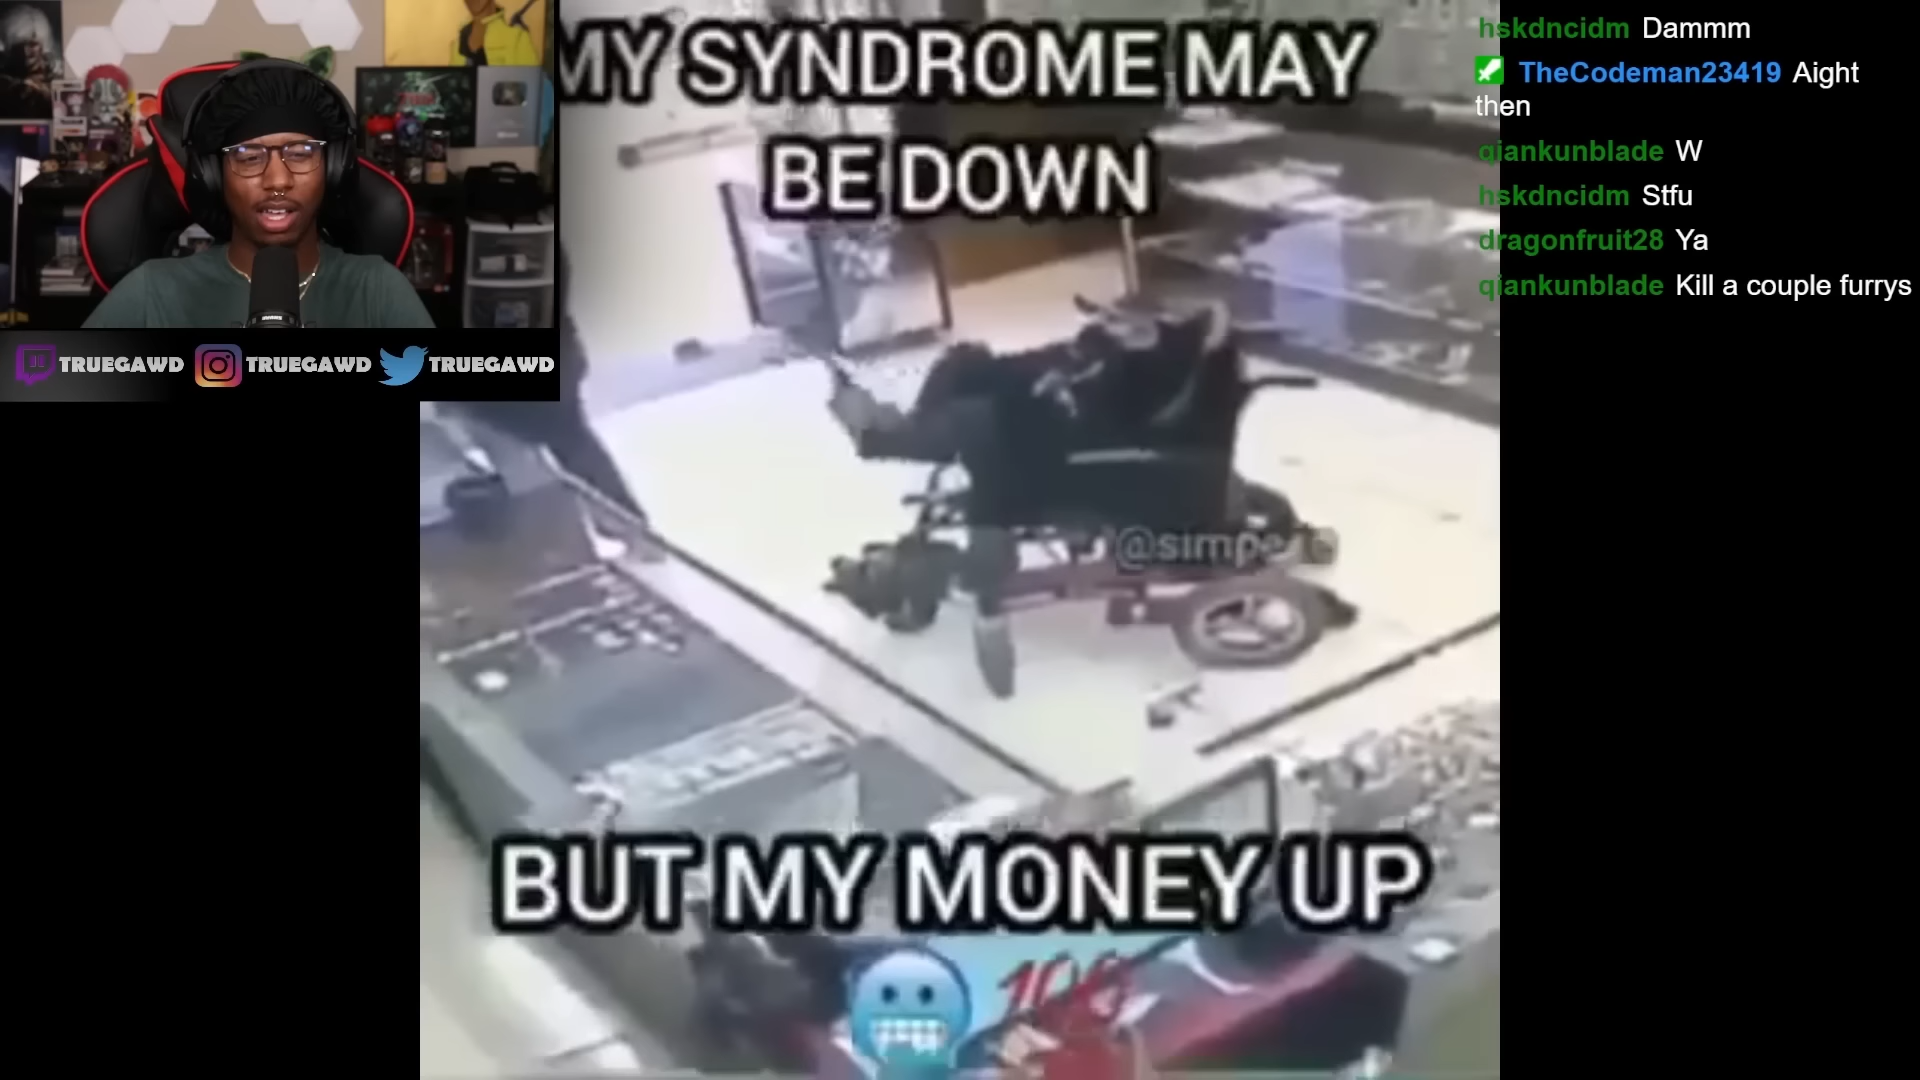 MY SYNDROME MAY
BE DOWN
BUT MY MONEY UP
100
TRUEGAWD TRUEGAWD TRUEGAWD
hskdncidm Dammm
TheCodeman23419 Aight
then
qiankunblade W
hskdncidm Stfu
dragonfruit28 Ya
qiankunblade Kill a couple furrys